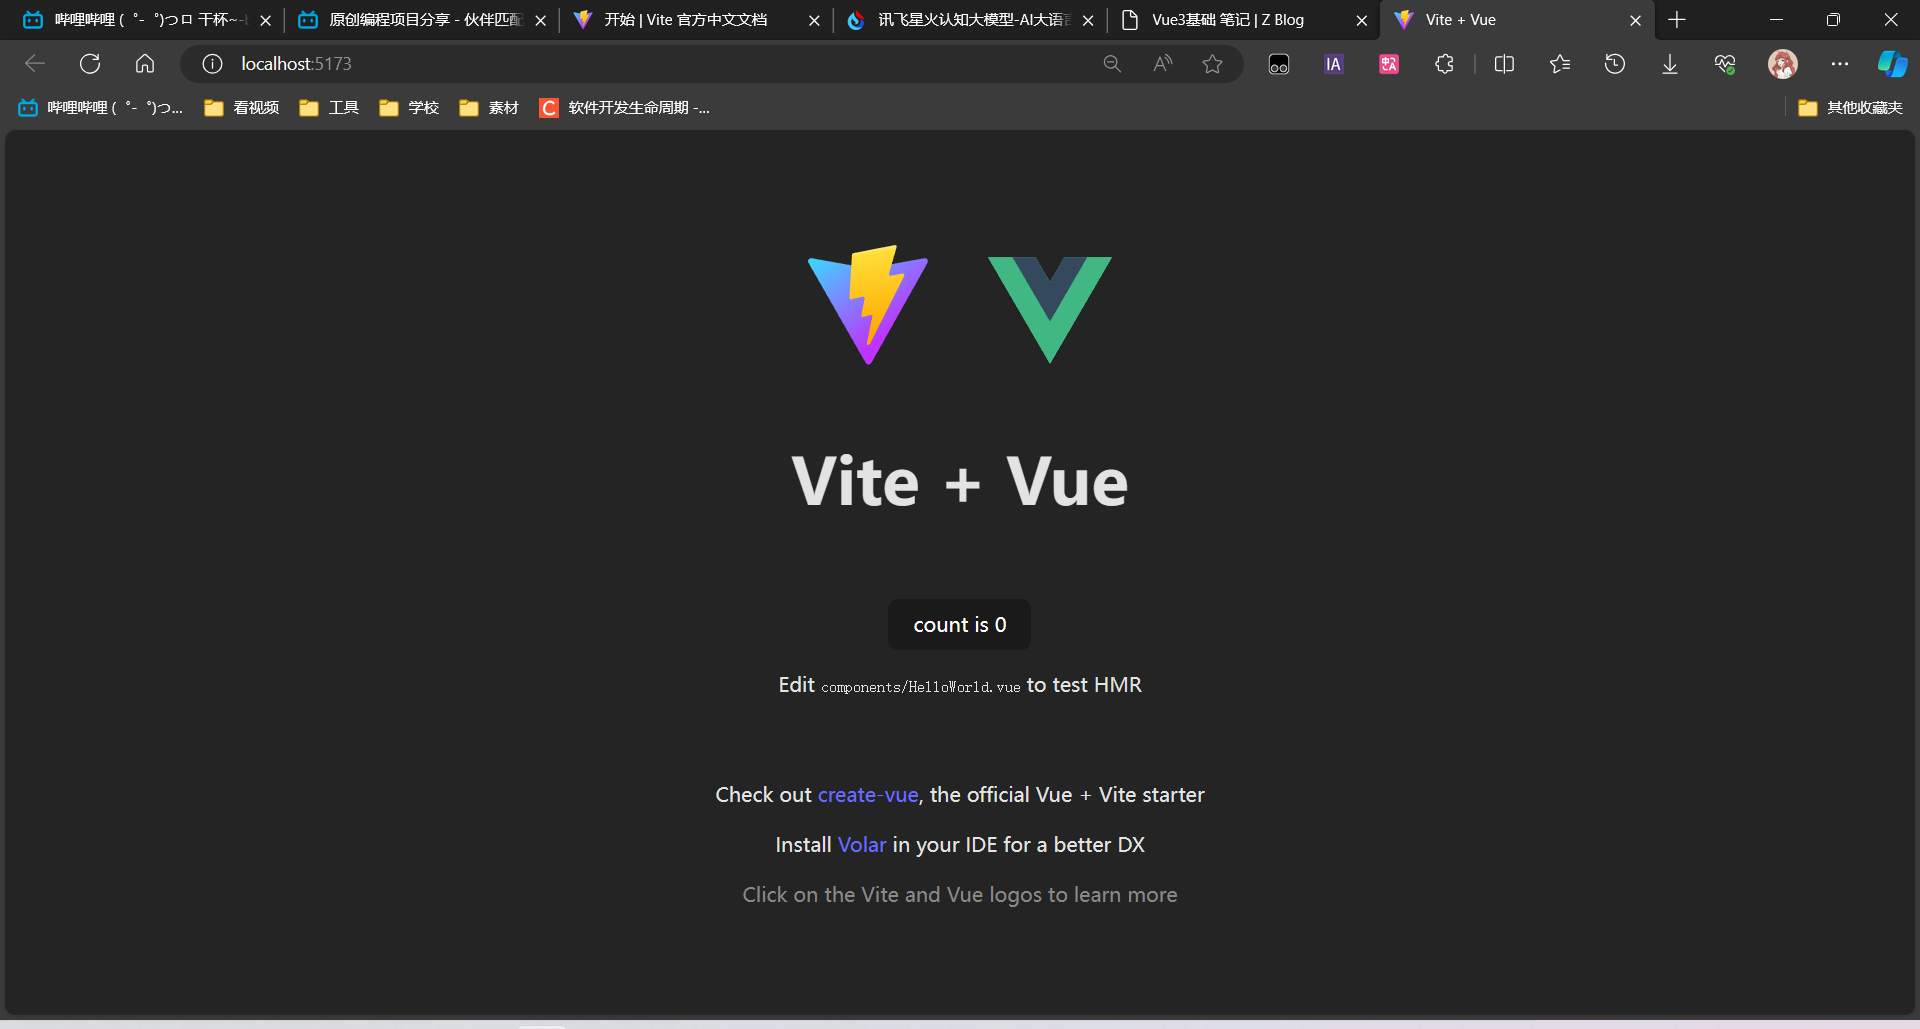 哔哩哔哩 (゜-゜)つロ 干杯~-
原创编程项目分享 - 伙伴匹配
开始 | Vite 官方中文文档
讯飞星火认知大模型-AI大语言
Vue3基础 笔记 | Z Blog
Vite + Vue
localhost:5173
哔哩哔哩 (゜-゜)つ...
看视频
工具
学校
素材
C
软件开发生命周期 -...
其他收藏夹
Vite + Vue
count is 0
Edit components/HelloWorld.vue to test HMR
Check out create-vue, the official Vue + Vite starter
Install Volar in your IDE for a better DX
Click on the Vite and Vue logos to learn more